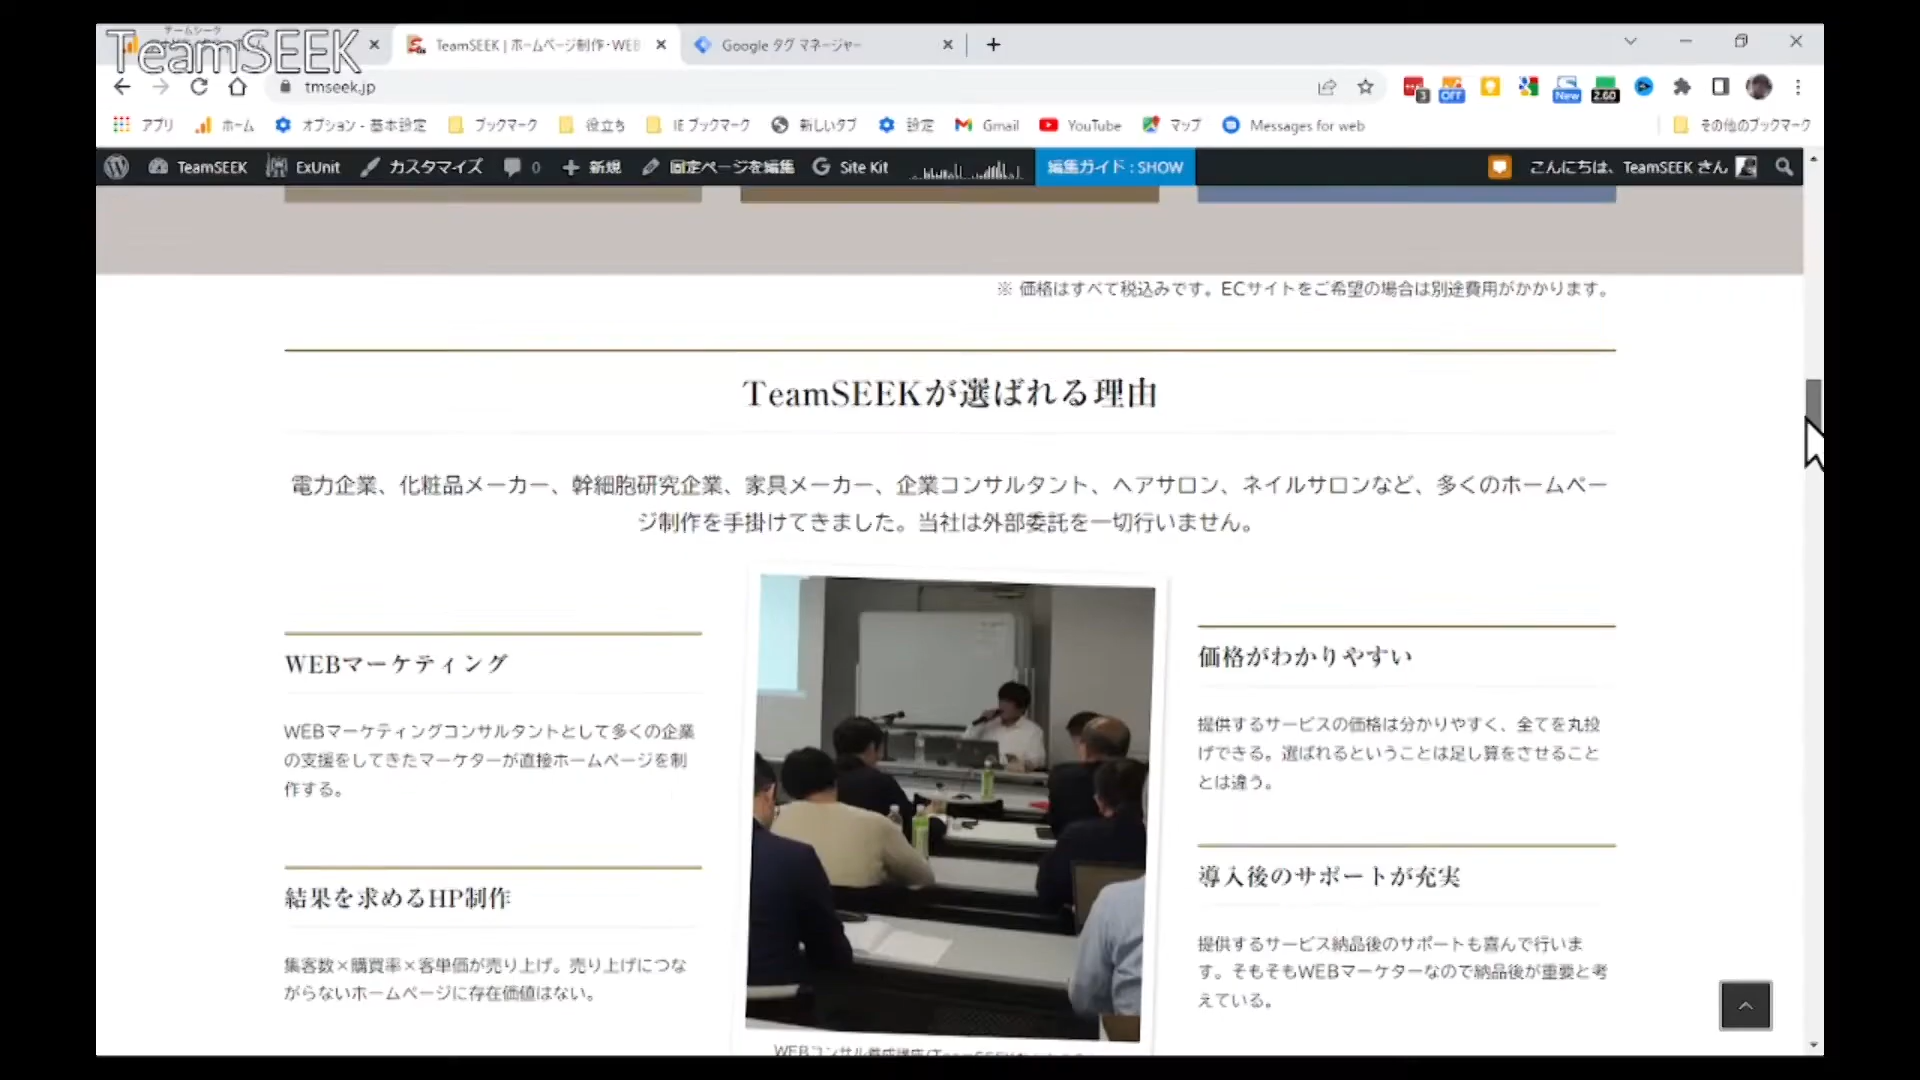 チームシーク
TeamSEEK
TeamSEEK | ホームページ制作･WEB
Google タグ マネージャー
tmseek.jp
3
OFF
New
2.60
アプリ
ホーム
オプション - 基本設定
ブックマーク
役立ち
IE ブックマーク
新しいタブ
設定
Gmail
YouTube
マップ
Messages for web
その他のブックマーク
TeamSEEK
ExUnit
カスタマイズ
0
新規
固定ページを編集
Site Kit
編集ガイド : SHOW
こんにちは、TeamSEEK さん
※ 価格はすべて税込みです。ECサイトをご希望の場合は別途費用がかかります。
TeamSEEKが選ばれる理由
電力企業、化粧品メーカー、幹細胞研究企業、家具メーカー、企業コンサルタント、ヘアサロン、ネイルサロンなど、多くのホームペー
ジ制作を手掛けてきました。当社は外部委託を一切行いません。
WEBマーケティング
WEBマーケティングコンサルタントとして多くの企業
の支援をしてきたマーケターが直接ホームページを制
作する。
結果を求めるHP制作
集客数×購買率×客単価が売り上げ。売り上げにつな
がらないホームページに存在価値はない。
価格がわかりやすい
提供するサービスの価格は分かりやすく、全てを丸投
げできる。選ばれるということは足し算をさせること
とは違う。
導入後のサポートが充実
提供するサービス納品後のサポートも喜んで行いま
す。そもそもWEBマーケターなので納品後が重要と考
えている。